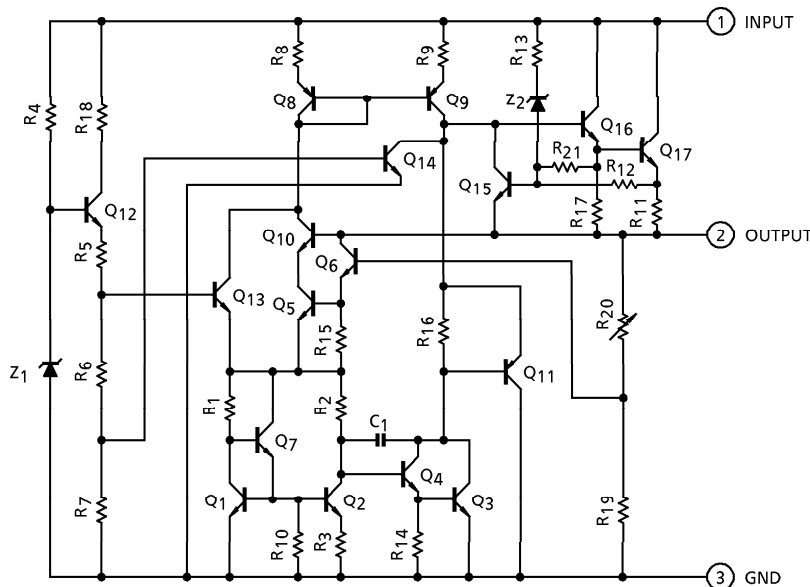 1 INPUT
R8
R9
R13
R4
R18
Q8
Q9
Z2
Q16
Q14
R21
Q17
Q15
R12
Q12
R17
R11
R5
Q10
2 OUTPUT
Q6
Q13
Q5
R20
R15
R16
Z1
R6
Q11
R1
R2
C1
Q7
Q4
R7
Q1
Q2
Q3
R19
R10
R3
R14
3 GND